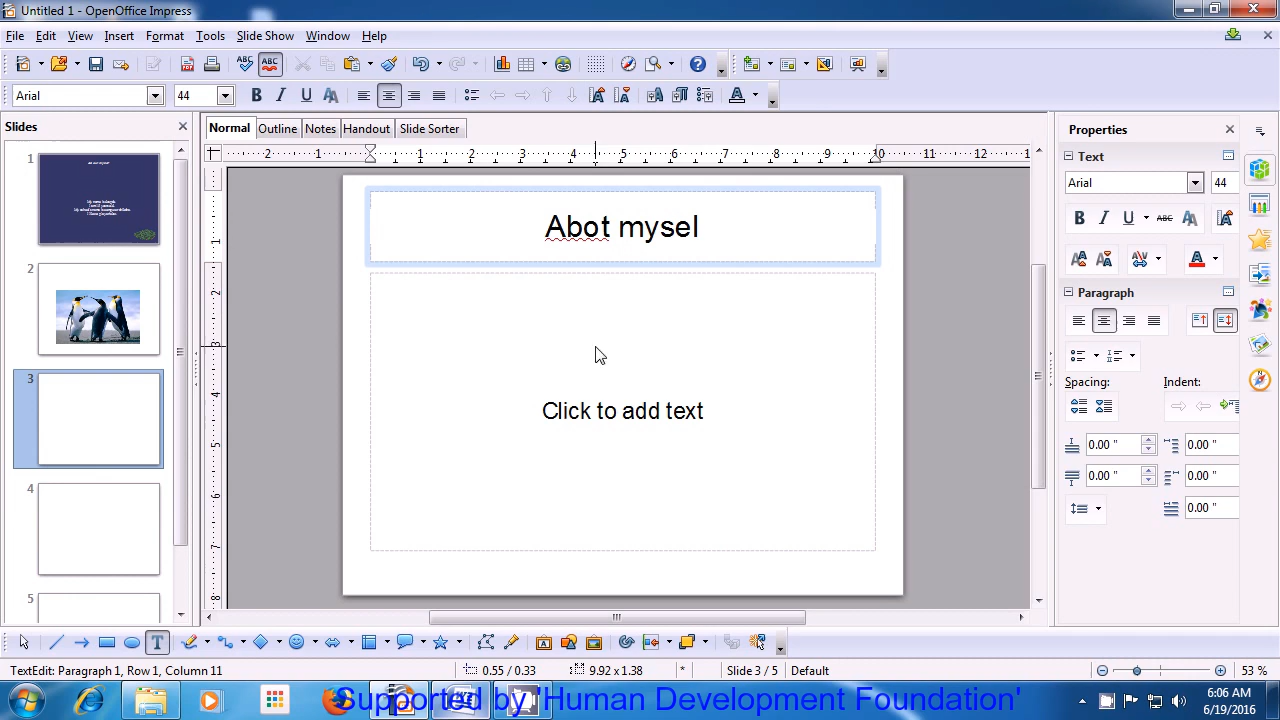 Untitled 1 - OpenOffice Impress
File Edit View Insert Format Tools Slide Show Window Help
Arial 44
Slides
Normal Outline Notes Handout Slide Sorter
Properties
Text
Arial 44
Paragraph
Spacing: Indent:
0.00 " 0.00 "
0.00 " 0.00 "
0.00 "
1
2
3
4
5
Abot mysel
Click to add text
TextEdit: Paragraph 1, Row 1, Column 11 0.55 / 0.33 9.92 x 1.38 * Slide 3 / 5 Default 53 %
Supported by 'Human Development Foundation'
6:06 AM
6/19/2016